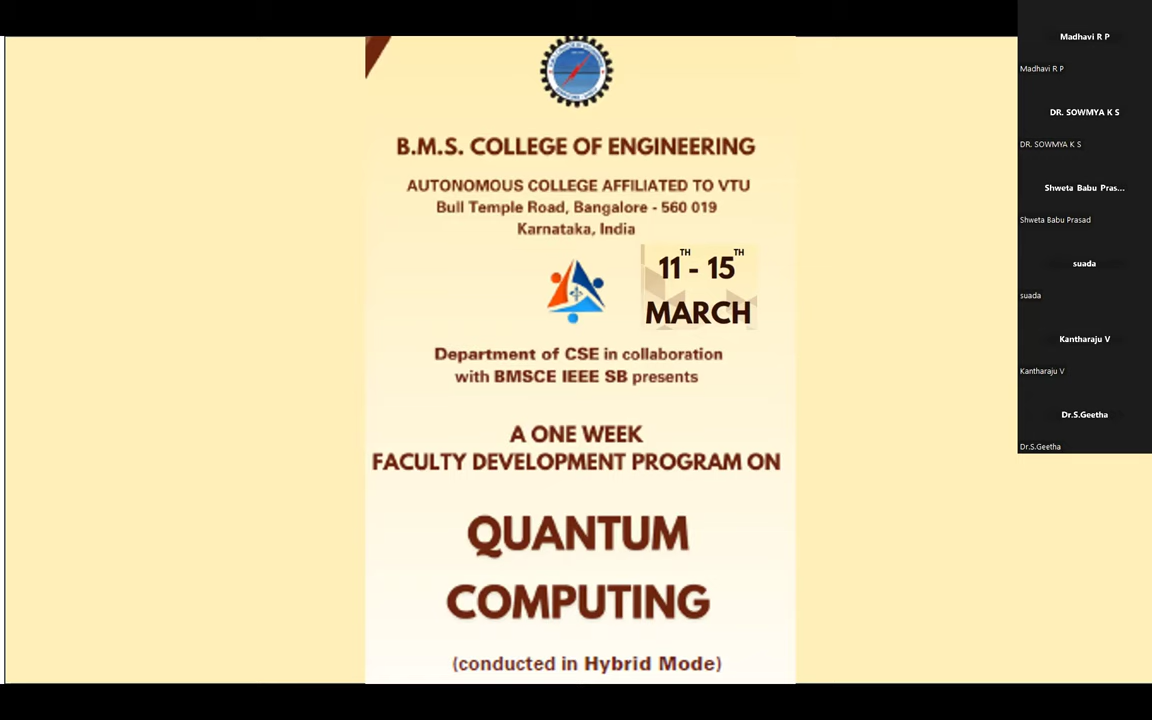 B.M.S. COLLEGE OF ENGINEERING
AUTONOMOUS COLLEGE AFFILIATED TO VTU
Bull Temple Road, Bangalore - 560 019
Karnataka, India
11TH - 15TH
MARCH
Department of CSE in collaboration
with BMSCE IEEE SB presents
A ONE WEEK
FACULTY DEVELOPMENT PROGRAM ON
QUANTUM
COMPUTING
(conducted in Hybrid Mode)
Madhavi R P
Madhavi R P
DR. SOWMYA K S
DR. SOWMYA K S
Shweta Babu Pras...
Shweta Babu Prasad
suada
suada
Kantharaju V
Kantharaju V
Dr.S.Geetha
Dr.S.Geetha